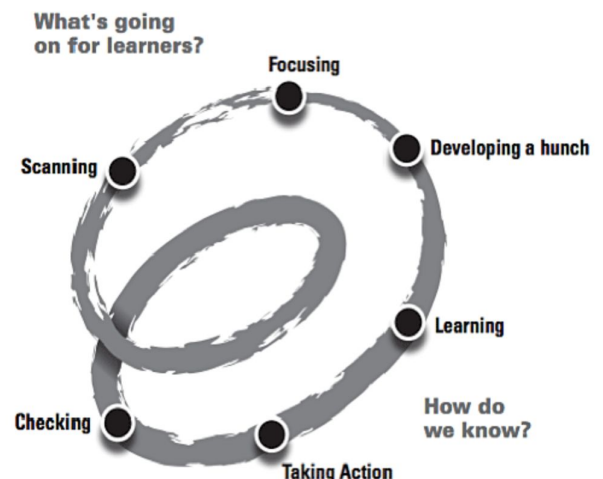 What's going
on for learners?
Focusing
Developing a hunch
Scanning
Learning
How do
we know?
Checking
Taking Action